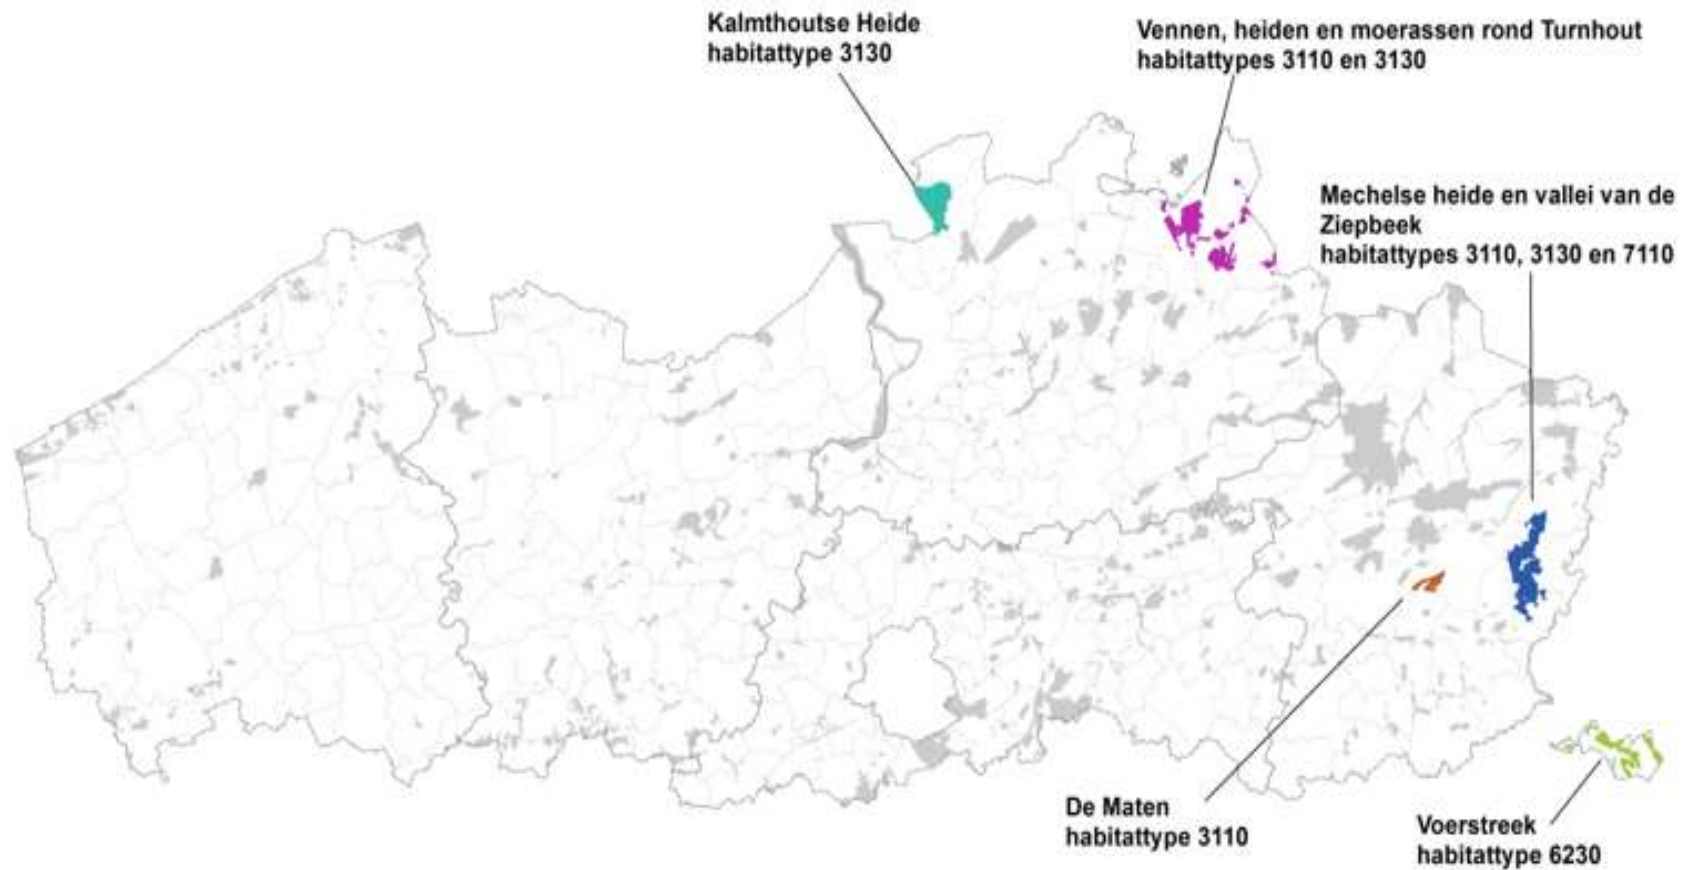 Kalmthoutse Heide
habitattype 3130
Vennen, heiden en moerassen rond Turnhout
habitattypes 3110 en 3130
Mechelse heide en vallei van de
Ziepbeek
habitattypes 3110, 3130 en 7110
De Maten
habitattype 3110
Voerstreek
habitattype 6230